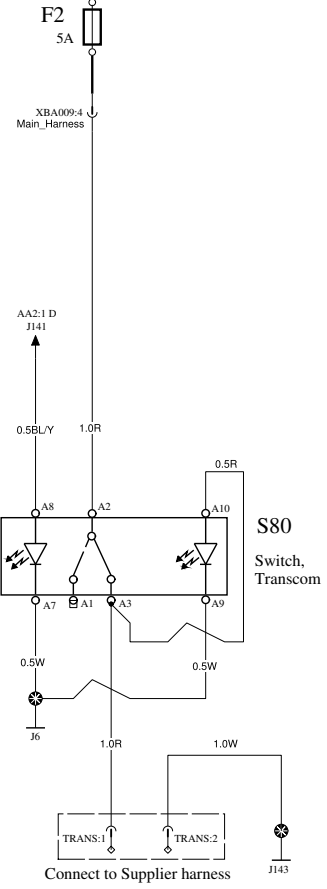 F2
5A
XBA009:4
Main_Harness
AA2:1 D
J141
0.5BL/Y
1.0R
0.5R
A8
A2
A10
S80
Switch,
Transcom
A7
A1
A3
A9
0.5W
0.5W
J6
1.0R
1.0W
TRANS:1
TRANS:2
J143
Connect to Supplier harness